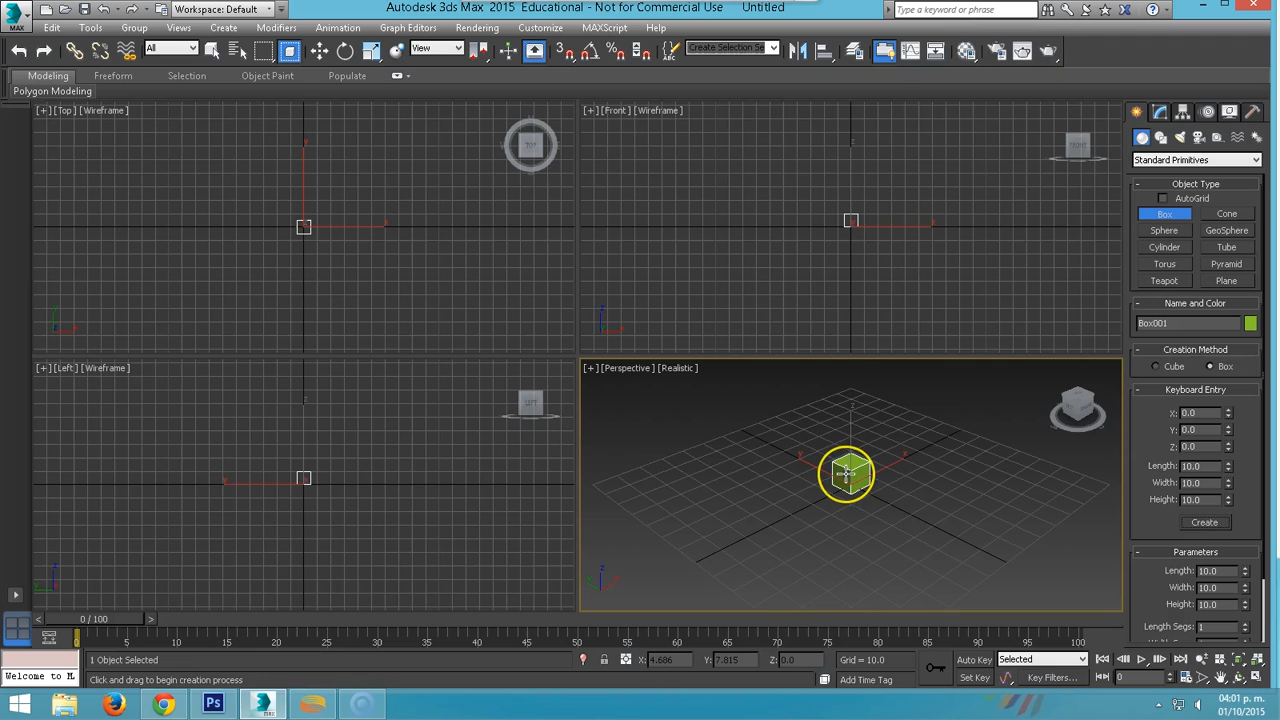 Workspace: Default
Autodesk 3ds Max 2015 Educational - Not for Commercial Use Untitled
Type a keyword or phrase
MAX
Edit Tools Group Views Create Modifiers Animation Graph Editors Rendering Customize MAXScript Help
All View Create Selection Se
Modeling Freeform Selection Object Paint Populate
Polygon Modeling
[+] [Top] [Wireframe]
[+] [Front] [Wireframe]
TOP
FRONT
Standard Primitives
Object Type
AutoGrid
Box Cone
Sphere GeoSphere
Cylinder Tube
Torus Pyramid
Teapot Plane
Name and Color
Box001
Creation Method
Cube Box
Keyboard Entry
X: 0.0
Y: 0.0
Z: 0.0
Length: 10.0
Width: 10.0
Height: 10.0
Create
Parameters
Length: 10.0
Width: 10.0
Height: 10.0
Length Segs: 1
[+] [Left] [Wireframe]
[+] [Perspective] [Realistic]
LEFT
0 / 100
0 5 10 15 20 25 30 35 40 45 50 55 60 65 70 75 80 85 90 95 100
1 Object Selected X: 4.686 Y: 7.815 Z: 0.0 Grid = 10.0 Auto Key Selected
Welcome to M Click and drag to begin creation process Add Time Tag Set Key Key Filters... 0
Ps
MAX
04:01 p. m.
01/10/2015